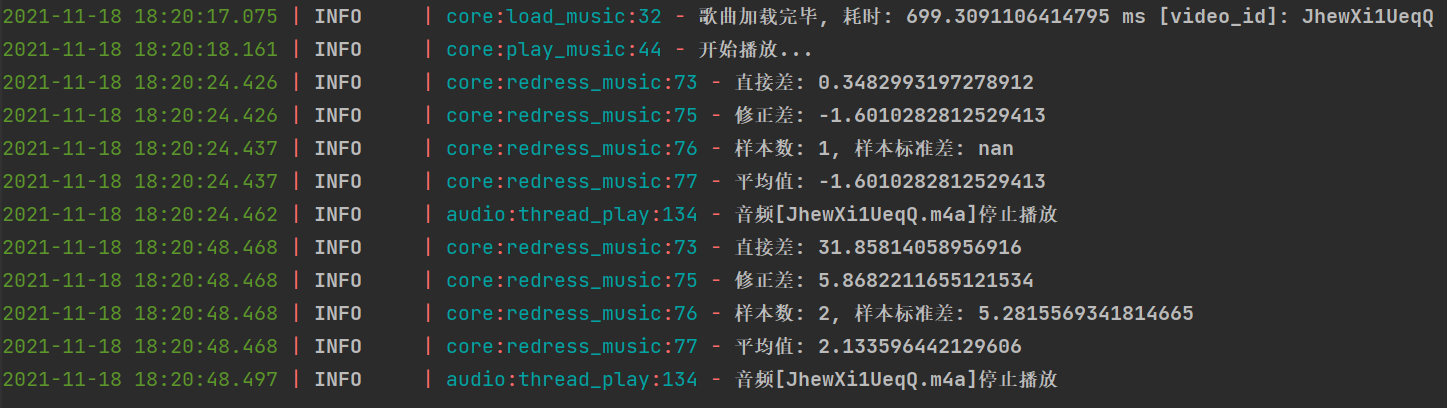 2021-11-18 18:20:17.075 | INFO     | core:load_music:32 - 歌曲加载完毕, 耗时: 699.3091106414795 ms [video_id]: JhewXi1UeqQ
2021-11-18 18:20:18.161 | INFO     | core:play_music:44 - 开始播放...
2021-11-18 18:20:24.426 | INFO     | core:redress_music:73 - 直接差: 0.3482993197278912
2021-11-18 18:20:24.426 | INFO     | core:redress_music:75 - 修正差: -1.6010282812529413
2021-11-18 18:20:24.437 | INFO     | core:redress_music:76 - 样本数: 1, 样本标准差: nan
2021-11-18 18:20:24.437 | INFO     | core:redress_music:77 - 平均值: -1.6010282812529413
2021-11-18 18:20:24.462 | INFO     | audio:thread_play:134 - 音频[JhewXi1UeqQ.m4a]停止播放
2021-11-18 18:20:48.468 | INFO     | core:redress_music:73 - 直接差: 31.85814058956916
2021-11-18 18:20:48.468 | INFO     | core:redress_music:75 - 修正差: 5.8682211655121534
2021-11-18 18:20:48.468 | INFO     | core:redress_music:76 - 样本数: 2, 样本标准差: 5.2815569341814665
2021-11-18 18:20:48.468 | INFO     | core:redress_music:77 - 平均值: 2.133596442129606
2021-11-18 18:20:48.497 | INFO     | audio:thread_play:134 - 音频[JhewXi1UeqQ.m4a]停止播放